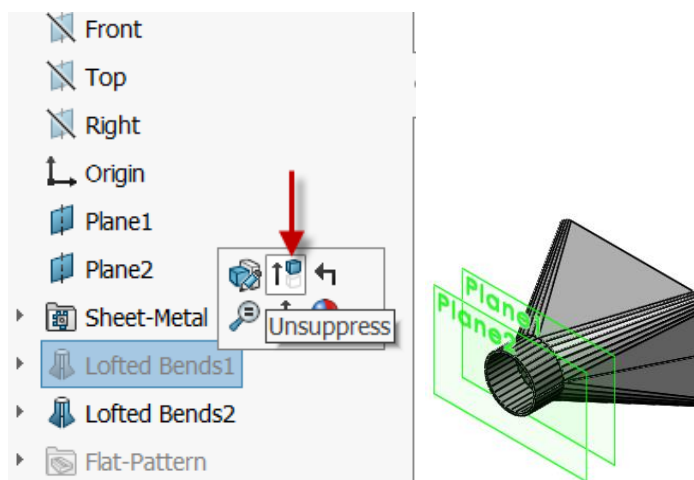 Front
Top
Right
Origin
Plane1
Plane2
Sheet-Metal
Unsuppress
Lofted Bends1
Lofted Bends2
Flat-Pattern
Plane1
Plane2